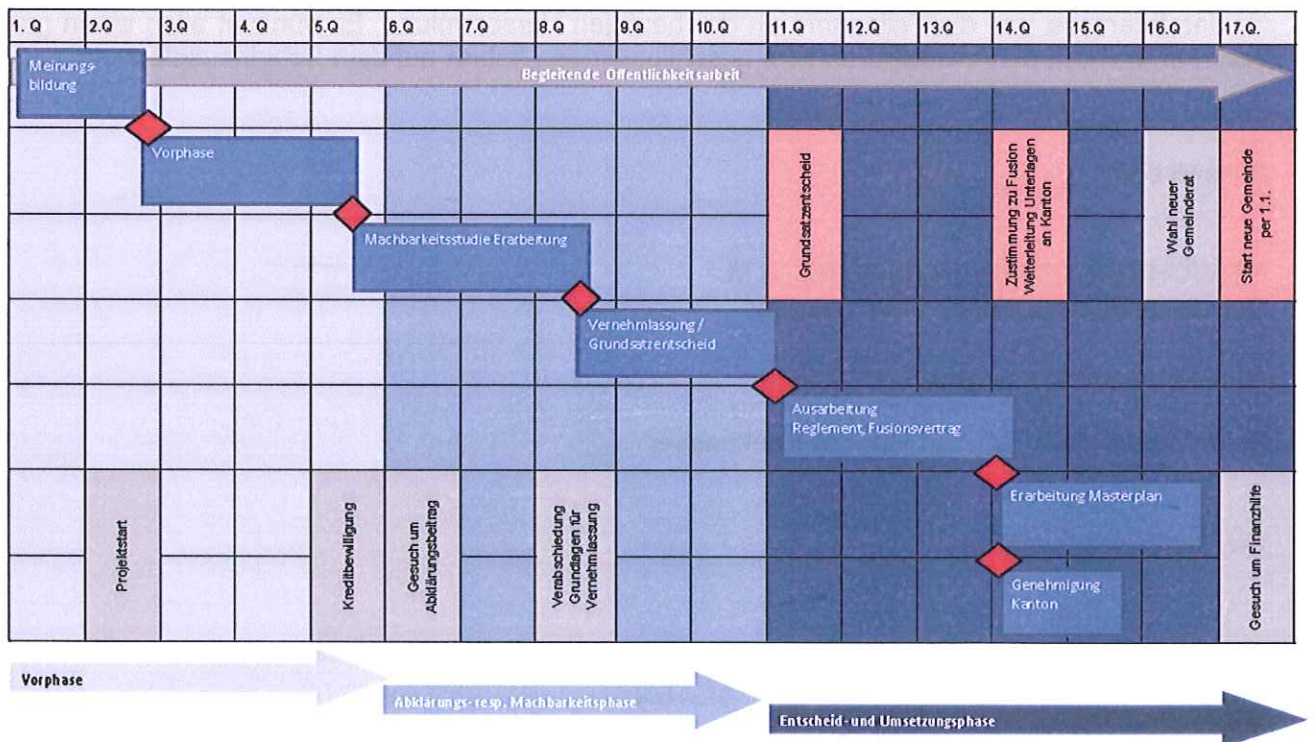 1. Q 2.Q 3.Q 4.Q 5.Q 6.Q 7.Q 8.Q 9.Q 10.Q 11.Q 12.Q 13.Q 14.Q 15.Q 16.Q 17.Q.
Meinungs-
bildung
Begleitende Öffentlichkeitsarbeit
Vorphase
Machbarkeitsstudie Erarbeitung
Vernehmlassung /
Grundsatzentscheid
Grundsatzentscheid
Zustimmung zu Fusion
Weiterleitung Unterlagen
an Kanton
Wahl neuer
Gemeinderat
Start neue Gemeinde
per 1.1.
Ausarbeitung
Reglement, Fusionsvertrag
Erarbeitung Masterplan
Genehmigung
Kanton
Projektstart
Kreditbewilligung
Gesuch um
Abklärungsbeitrag
Verabschiedung
Grundlagen für
Vernehmlassung
Gesuch um Finanzhilfe
Vorphase
Abklärungs- resp. Machbarkeitsphase
Entscheid- und Umsetzungsphase